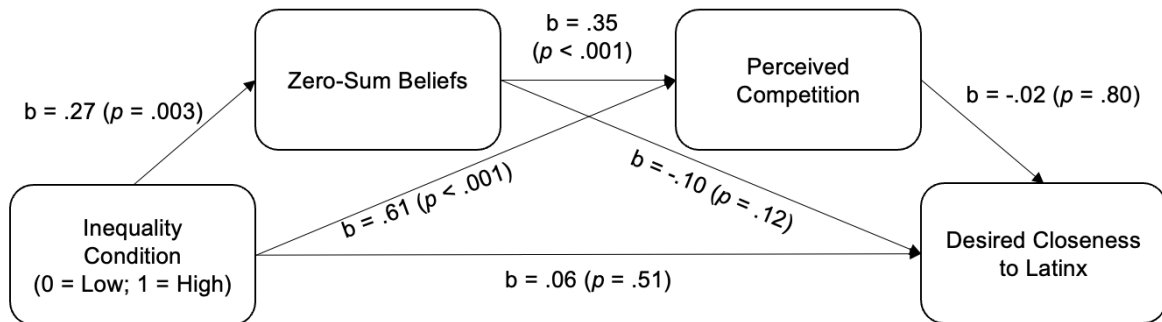 b = .35
(p < .001)
Zero-Sum Beliefs
Perceived
Competition
b = .27 (p = .003)
b = -.02 (p = .80)
b = .61 (p < .001)
b = -.10 (p = .12)
Inequality
Condition
(0 = Low; 1 = High)
Desired Closeness
to Latinx
b = .06 (p = .51)